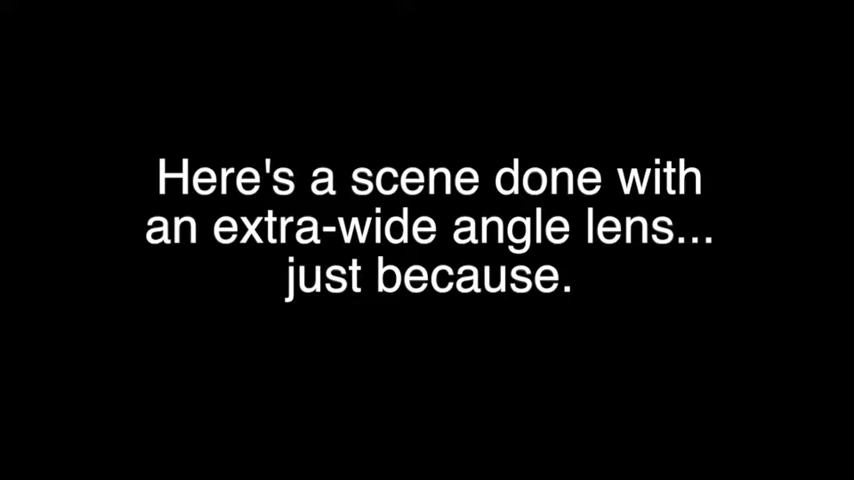 Here's a scene done with
an extra-wide angle lens...
just because.